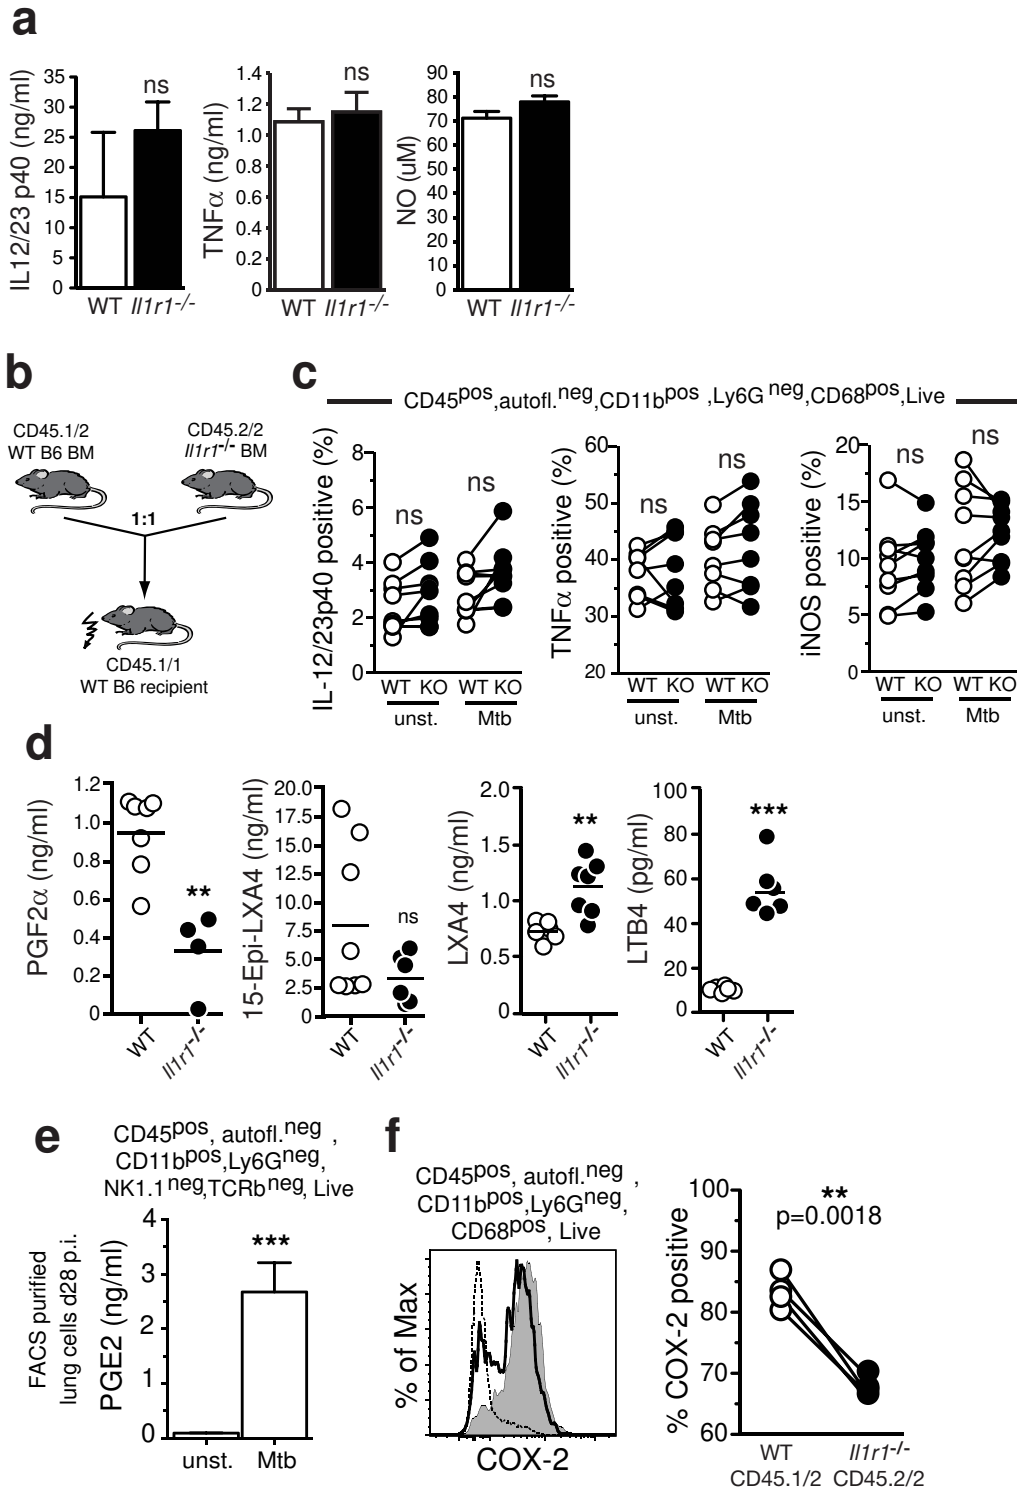 a
IL12/23 p40 (ng/ml)
35
30
25
20
15
10
5
0
ns
WT Il1r1-/-
TNFα (ng/ml)
1.4
1.2
1.0
0.8
0.6
0.4
0.2
0
ns
WT Il1r1-/-
NO (uM)
90
80
70
60
50
40
30
20
10
0
ns
WT Il1r1-/-
b
CD45.1/2
WT B6 BM
CD45.2/2
Il1r1-/- BM
1:1
CD45.1/1
WT B6 recipient
c
CD45pos,autofl.neg,CD11bpos ,Ly6G neg,CD68pos,Live
IL-12/23p40 positive (%)
8
6
4
2
0
ns
ns
WT KO WT KO
unst. Mtb
TNFα positive (%)
60
50
40
30
20
ns
ns
WT KO WT KO
unst. Mtb
iNOS positive (%)
20
15
10
5
0
ns
ns
WT KO WT KO
unst. Mtb
d
PGF2α (ng/ml)
1.2
1.0
0.8
0.6
0.4
0.2
0
**
WT Il1r1-/-
15-Epi-LXA4 (ng/ml)
20.0
17.5
15.0
12.5
10.0
7.5
5.0
2.5
0
ns
WT Il1r1-/-
LXA4 (ng/ml)
2.0
1.5
1.0
0.5
0
**
WT Il1r1-/-
LTB4 (pg/ml)
100
80
60
40
20
0
***
WT Il1r1-/-
e
CD45pos, autofl.neg ,
CD11bpos,Ly6Gneg,
NK1.1neg,TCRbneg, Live
FACS purified
lung cells d28 p.i.
PGE2 (ng/ml)
4
3
2
1
0
***
unst. Mtb
f
CD45pos, autofl.neg ,
CD11bpos,Ly6Gneg,
CD68pos, Live
% of Max
COX-2
% COX-2 positive
100
90
80
70
60
**
p=0.0018
WT Il1r1-/-
CD45.1/2 CD45.2/2